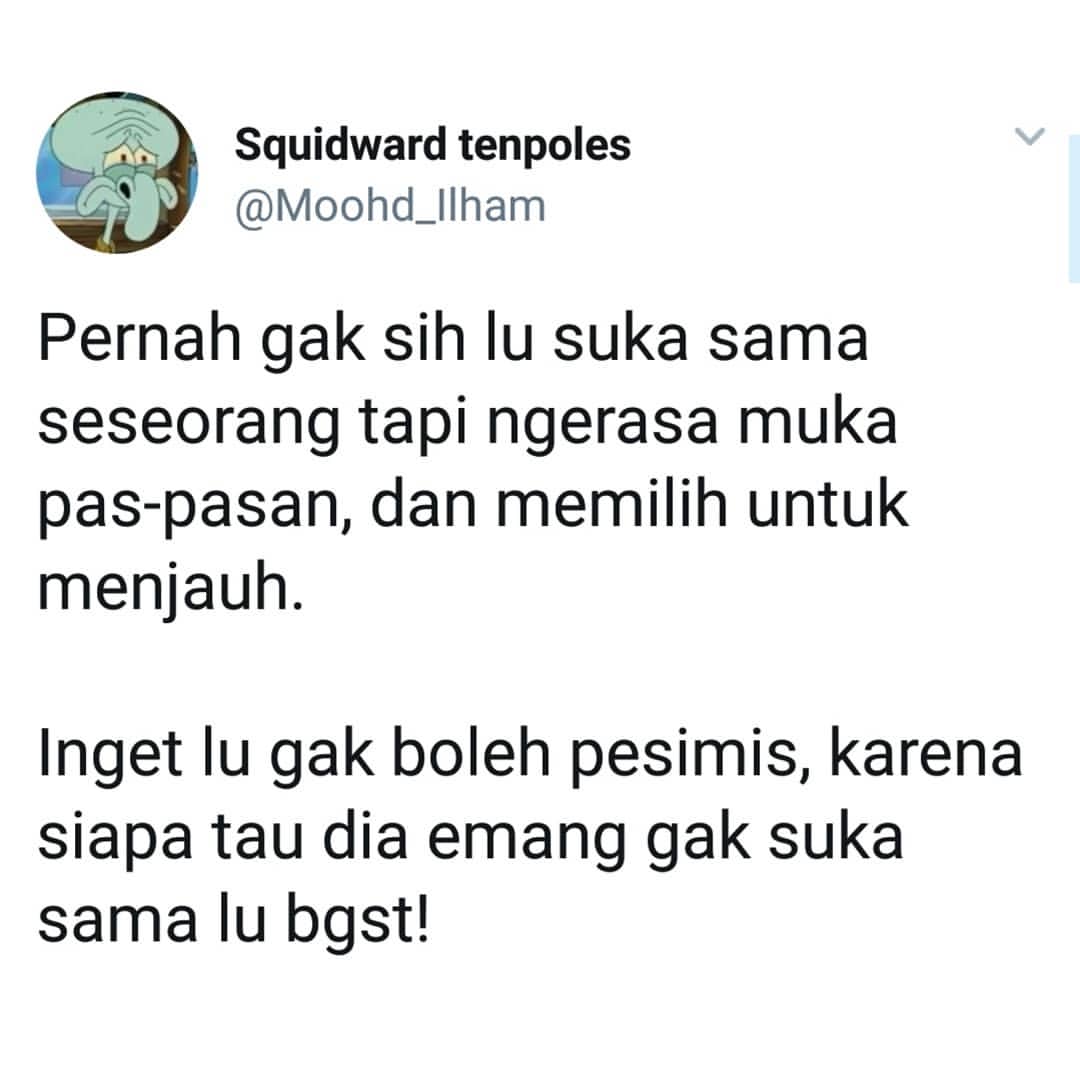 Squidward tenpoles
@Moohd_Ilham
Pernah gak sih lu suka sama
seseorang tapi ngerasa muka
pas-pasan, dan memilih untuk
menjauh.
Inget lu gak boleh pesimis, karena
siapa tau dia emang gak suka
sama lu bgst!